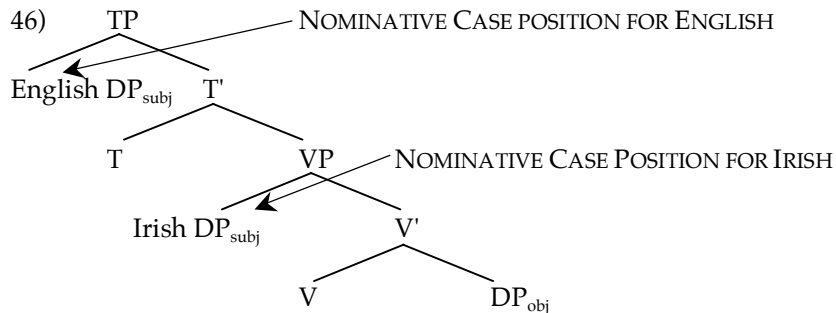 46) TP NOMINATIVE CASE POSITION FOR ENGLISH
English DPsubj T'
T VP NOMINATIVE CASE POSITION FOR IRISH
Irish DPsubj V'
V DPobj